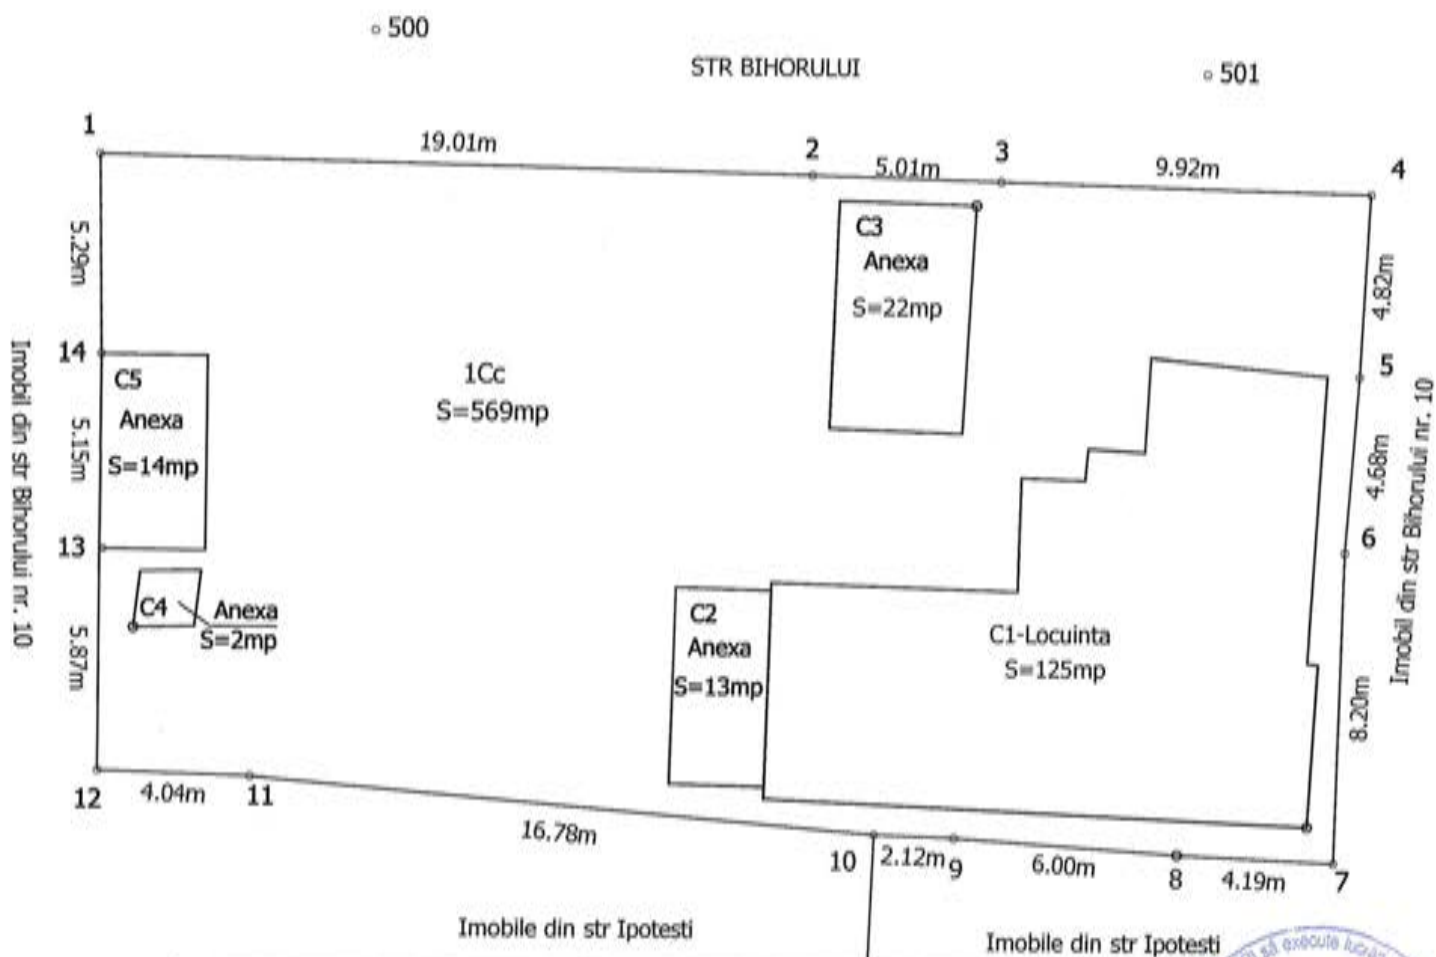 500
STR BIHORULUI
501
1
19.01m
2
5.01m
3
9.92m
4
5.29m
C3
Anexa
S=22mp
4.82m
Imobil din str Bihorului nr. 10
14
C5
Anexa
S=14mp
5.15m
1Cc
S=569mp
5
4.68m
Imobil din str Bihorului nr. 10
13
6
C4
Anexa
S=2mp
5.87m
C2
Anexa
S=13mp
C1-Locuinta
S=125mp
8.20m
12
4.04m
11
16.78m
10
2.12m
9
6.00m
8
4.19m
7
Imobile din str Ipotesti
Imobile din str Ipotesti
să execute lucrăr